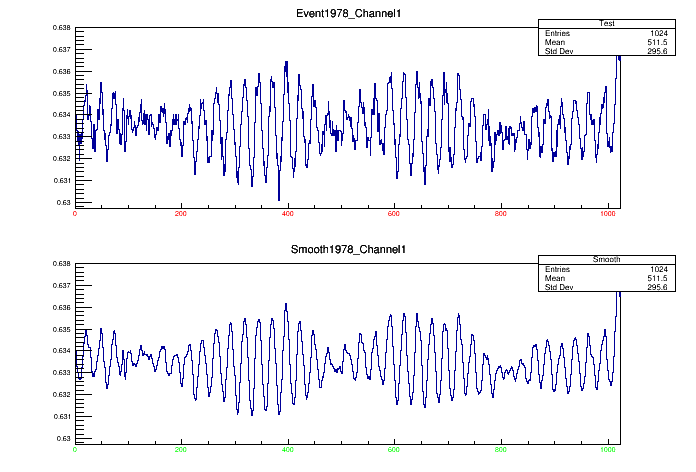 Event1978_Channel1
Test
Entries 1024
Mean 511.5
Std Dev 295.6
0.638
0.637
0.636
0.635
0.634
0.633
0.632
0.631
0.63
0 200 400 600 800 1000
Smooth1978_Channel1
Smooth
Entries 1024
Mean 511.5
Std Dev 295.6
0.638
0.637
0.636
0.635
0.634
0.633
0.632
0.631
0.63
0 200 400 600 800 1000